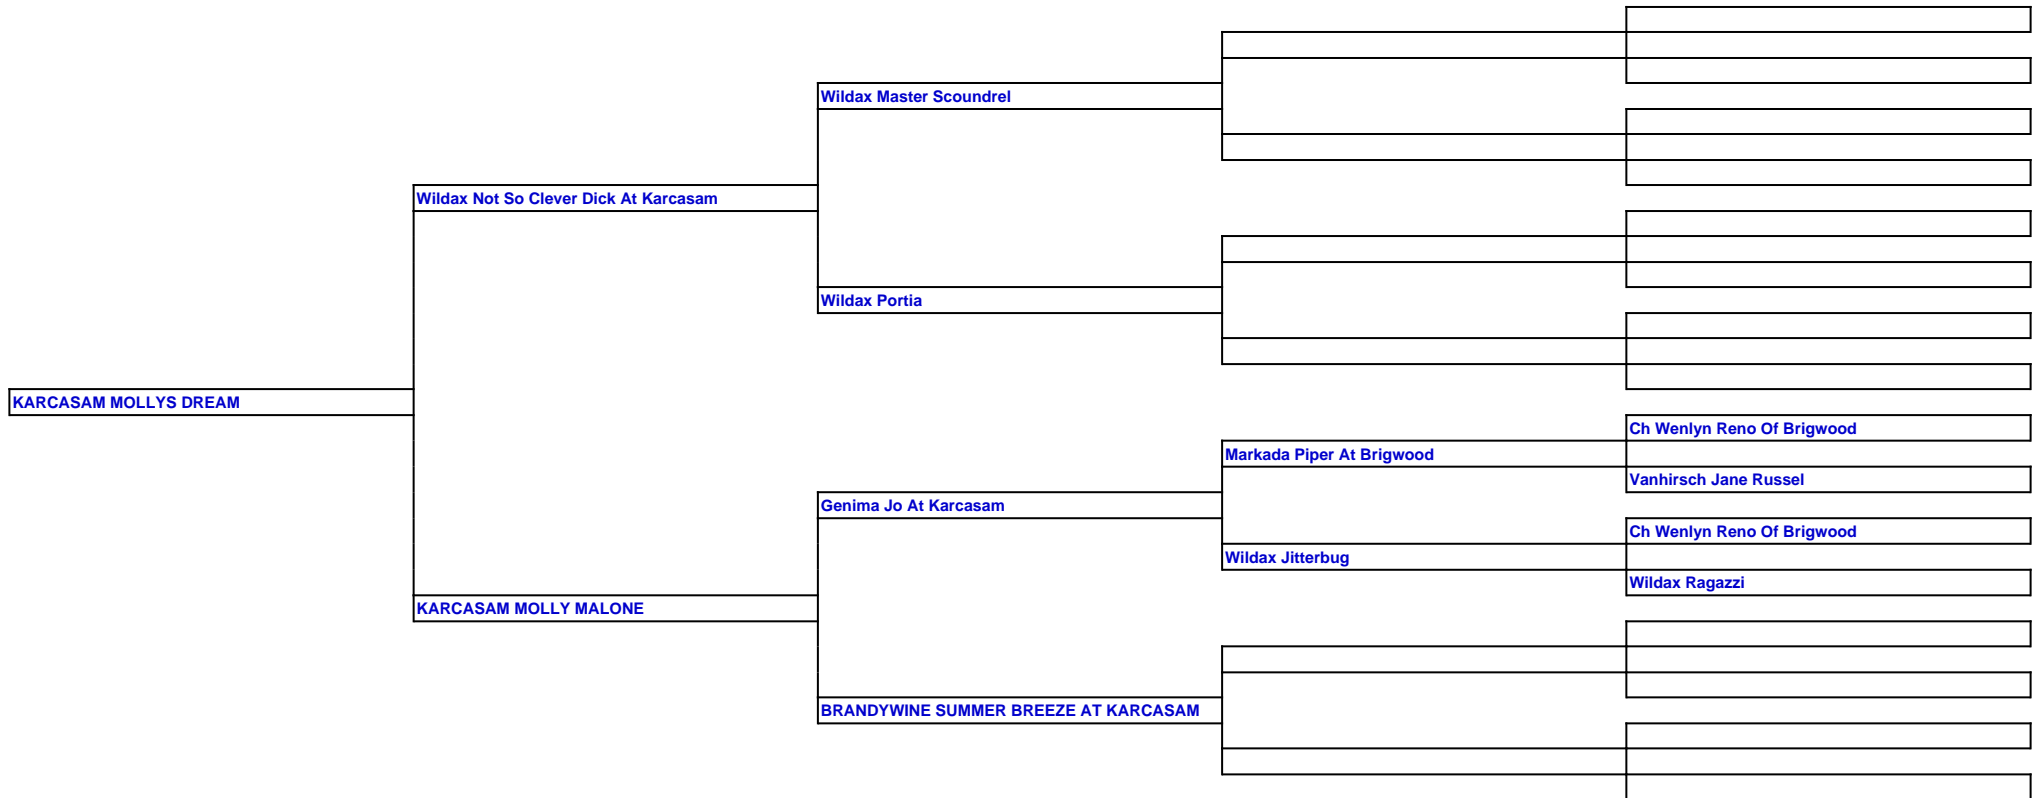 Wildax Master Scoundrel
Wildax Not So Clever Dick At Karcasam
Wildax Portia
KARCASAM MOLLYS DREAM
Ch Wenlyn Reno Of Brigwood
Markada Piper At Brigwood
Vanhirsch Jane Russel
Genima Jo At Karcasam
Ch Wenlyn Reno Of Brigwood
Wildax Jitterbug
Wildax Ragazzi
KARCASAM MOLLY MALONE
BRANDYWINE SUMMER BREEZE AT KARCASAM